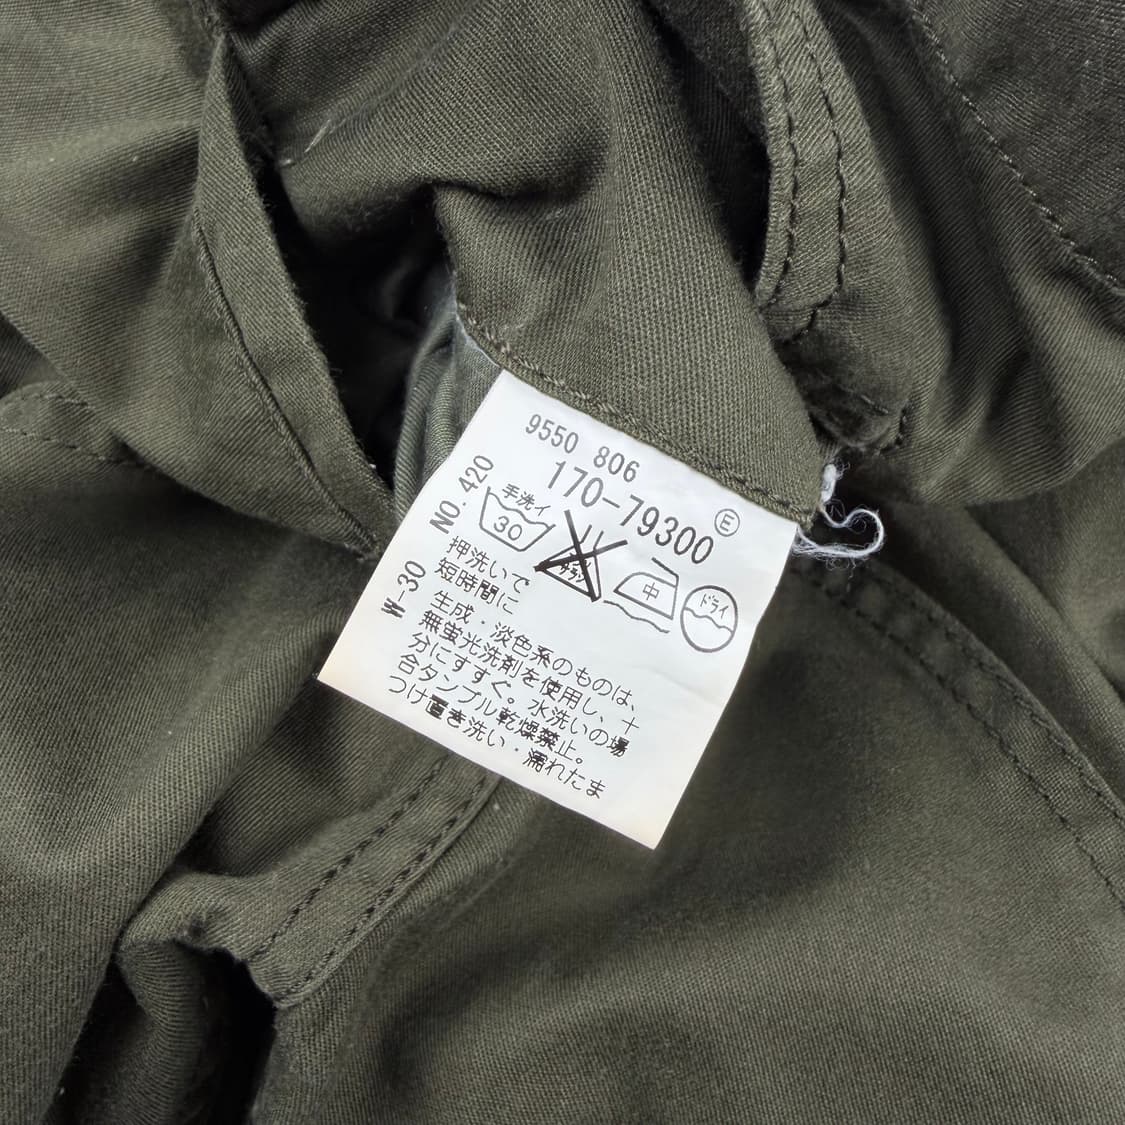 9550 806
170-79300 Ⓔ
NO. 420
手洗イ
30
サラシ
中
ドライ
W-30
押洗いで
短時間に
生成・淡色系のものは、
無蛍光洗剤を使用し、十
分にすすぐ。水洗いの場
合タンブル乾燥禁止。
つけ置き洗い・濡れたま